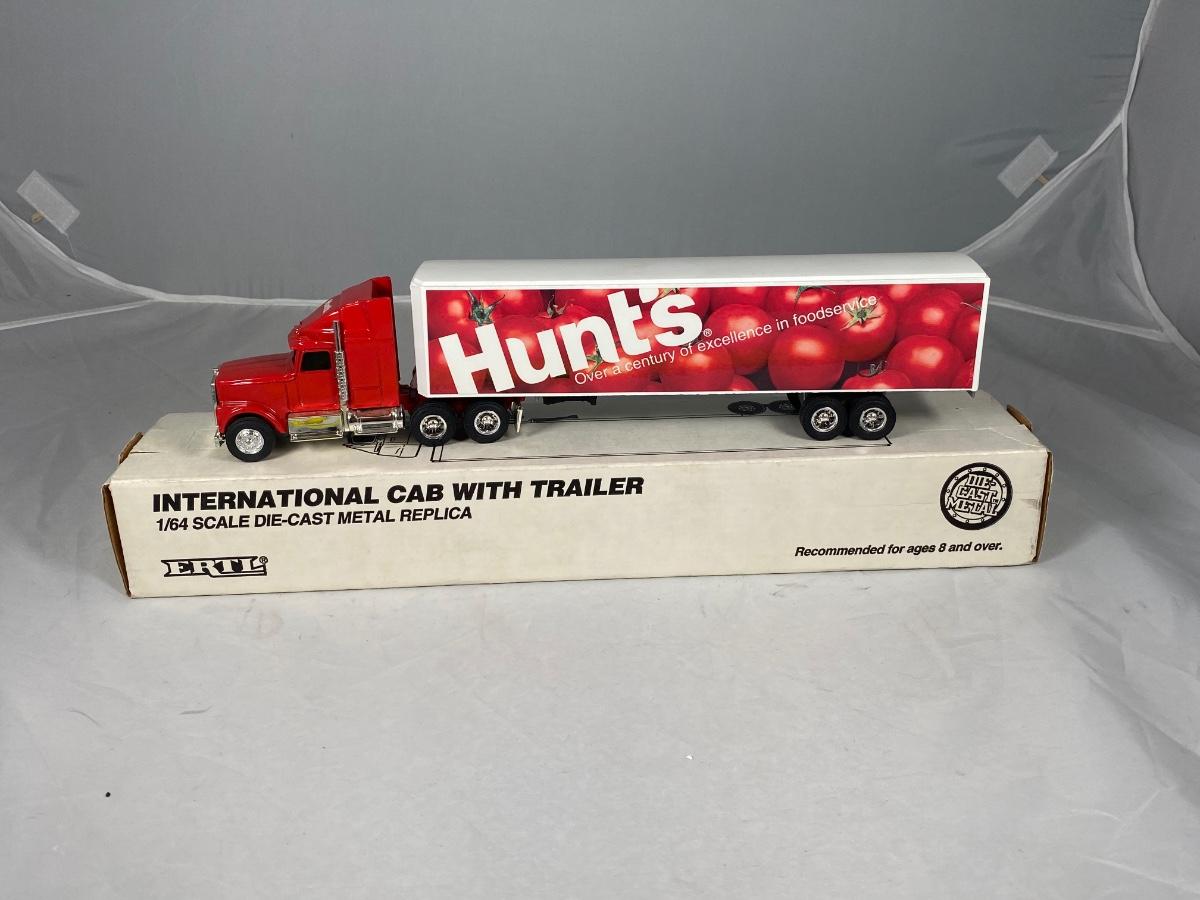 Hunt's®
Over a century of excellence in foodservice
INTERNATIONAL CAB WITH TRAILER
1/64 SCALE DIE-CAST METAL REPLICA
ERTL®
DIE-
CAST
METAL
Recommended for ages 8 and over.